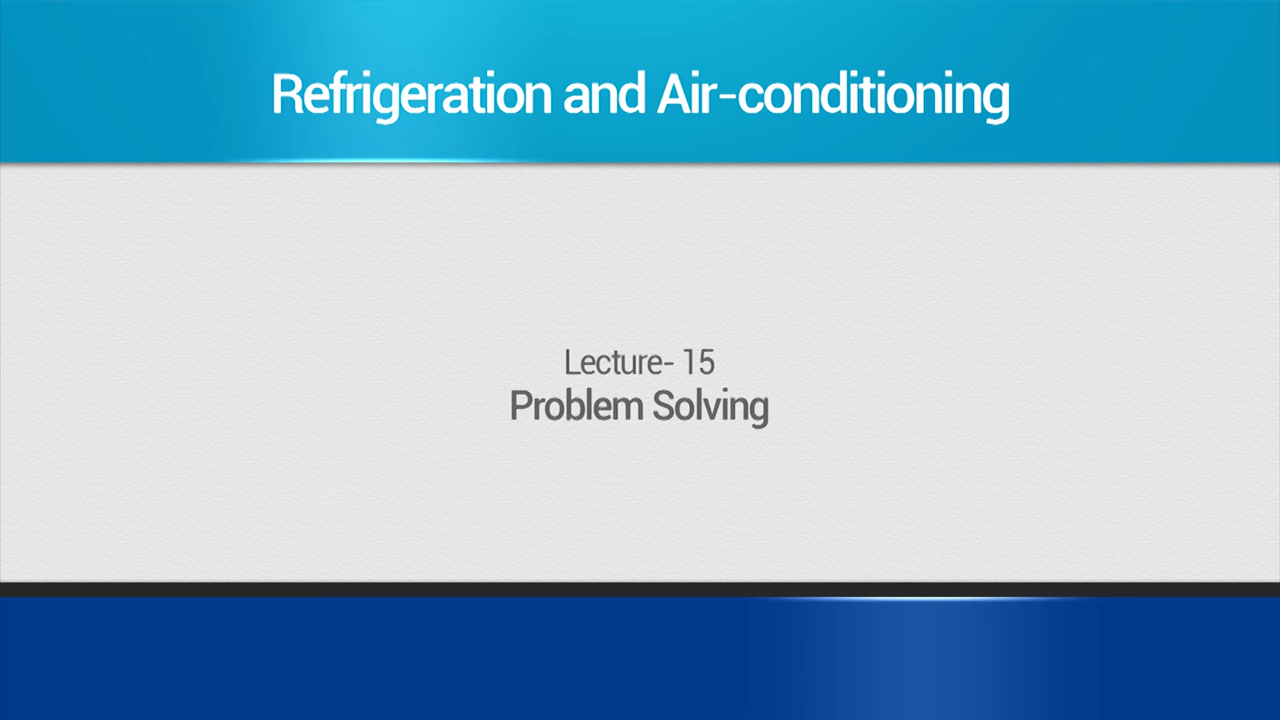 Refrigeration and Air-conditioning
Lecture- 15
Problem Solving